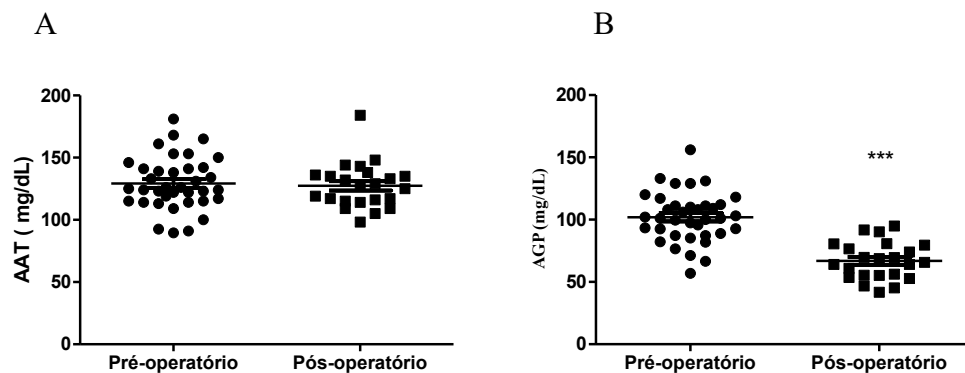 A
AAT ( mg/dL)
200
150
100
50
0
Pré-operatório
Pós-operatório
B
AGP (mg/dL)
200
150
100
50
0
***
Pré-operatório
Pós-operatório